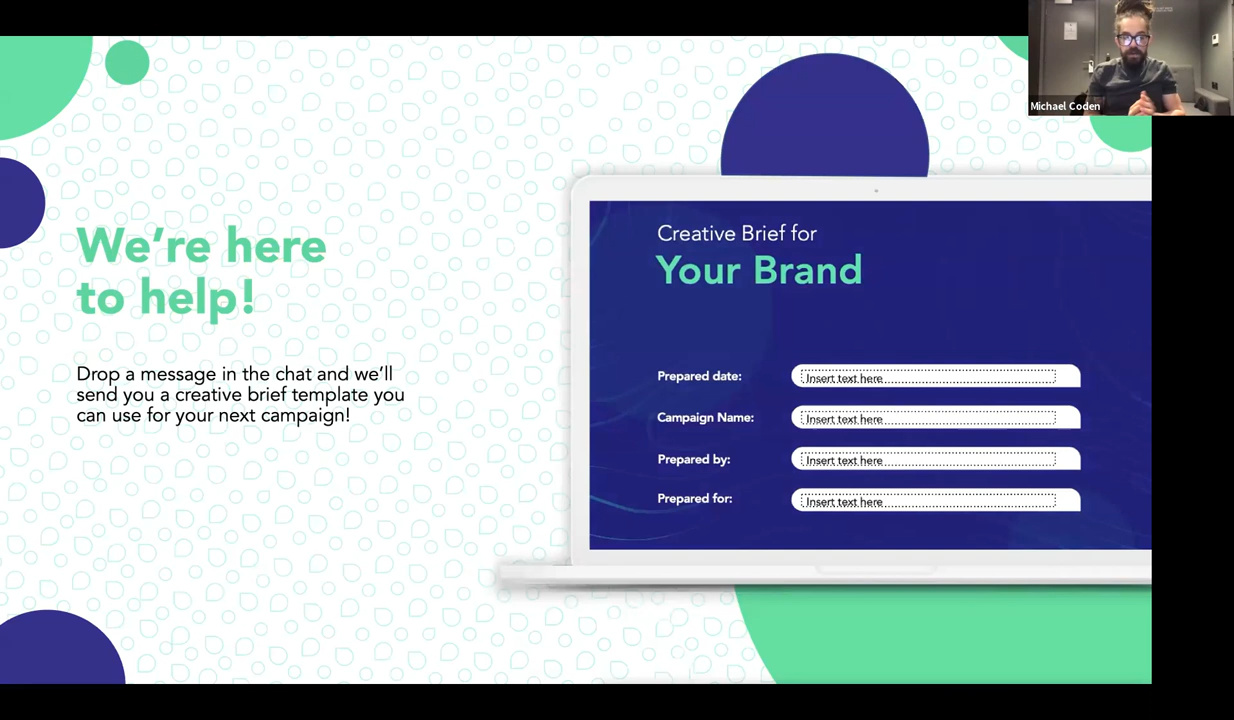 Michael Coden
We're here
to help!
Drop a message in the chat and we'll
send you a creative brief template you
can use for your next campaign!
Creative Brief for
Your Brand
Prepared date: Insert text here
Campaign Name: Insert text here
Prepared by: Insert text here
Prepared for: Insert text here